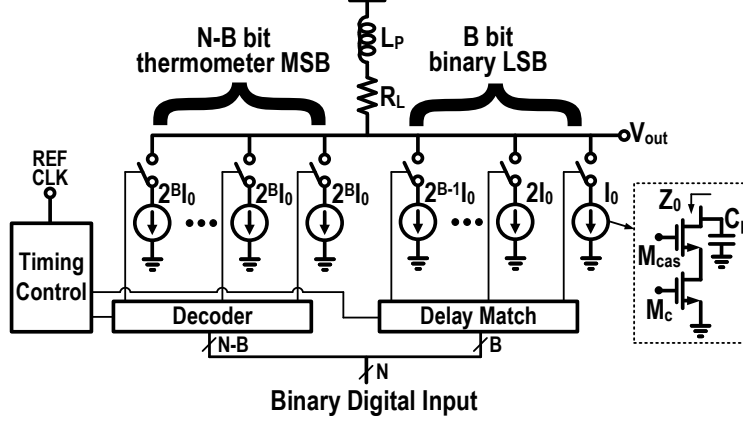 N-B bit
thermometer MSB
L_P
R_L
B bit
binary LSB
V_out
REF
CLK
2^B I_0
2^B I_0
2^B I_0
2^{B-1} I_0
2I_0
I_0
Z_0
M_cas
M_c
Timing
Control
Decoder
Delay Match
N-B
B
N
Binary Digital Input